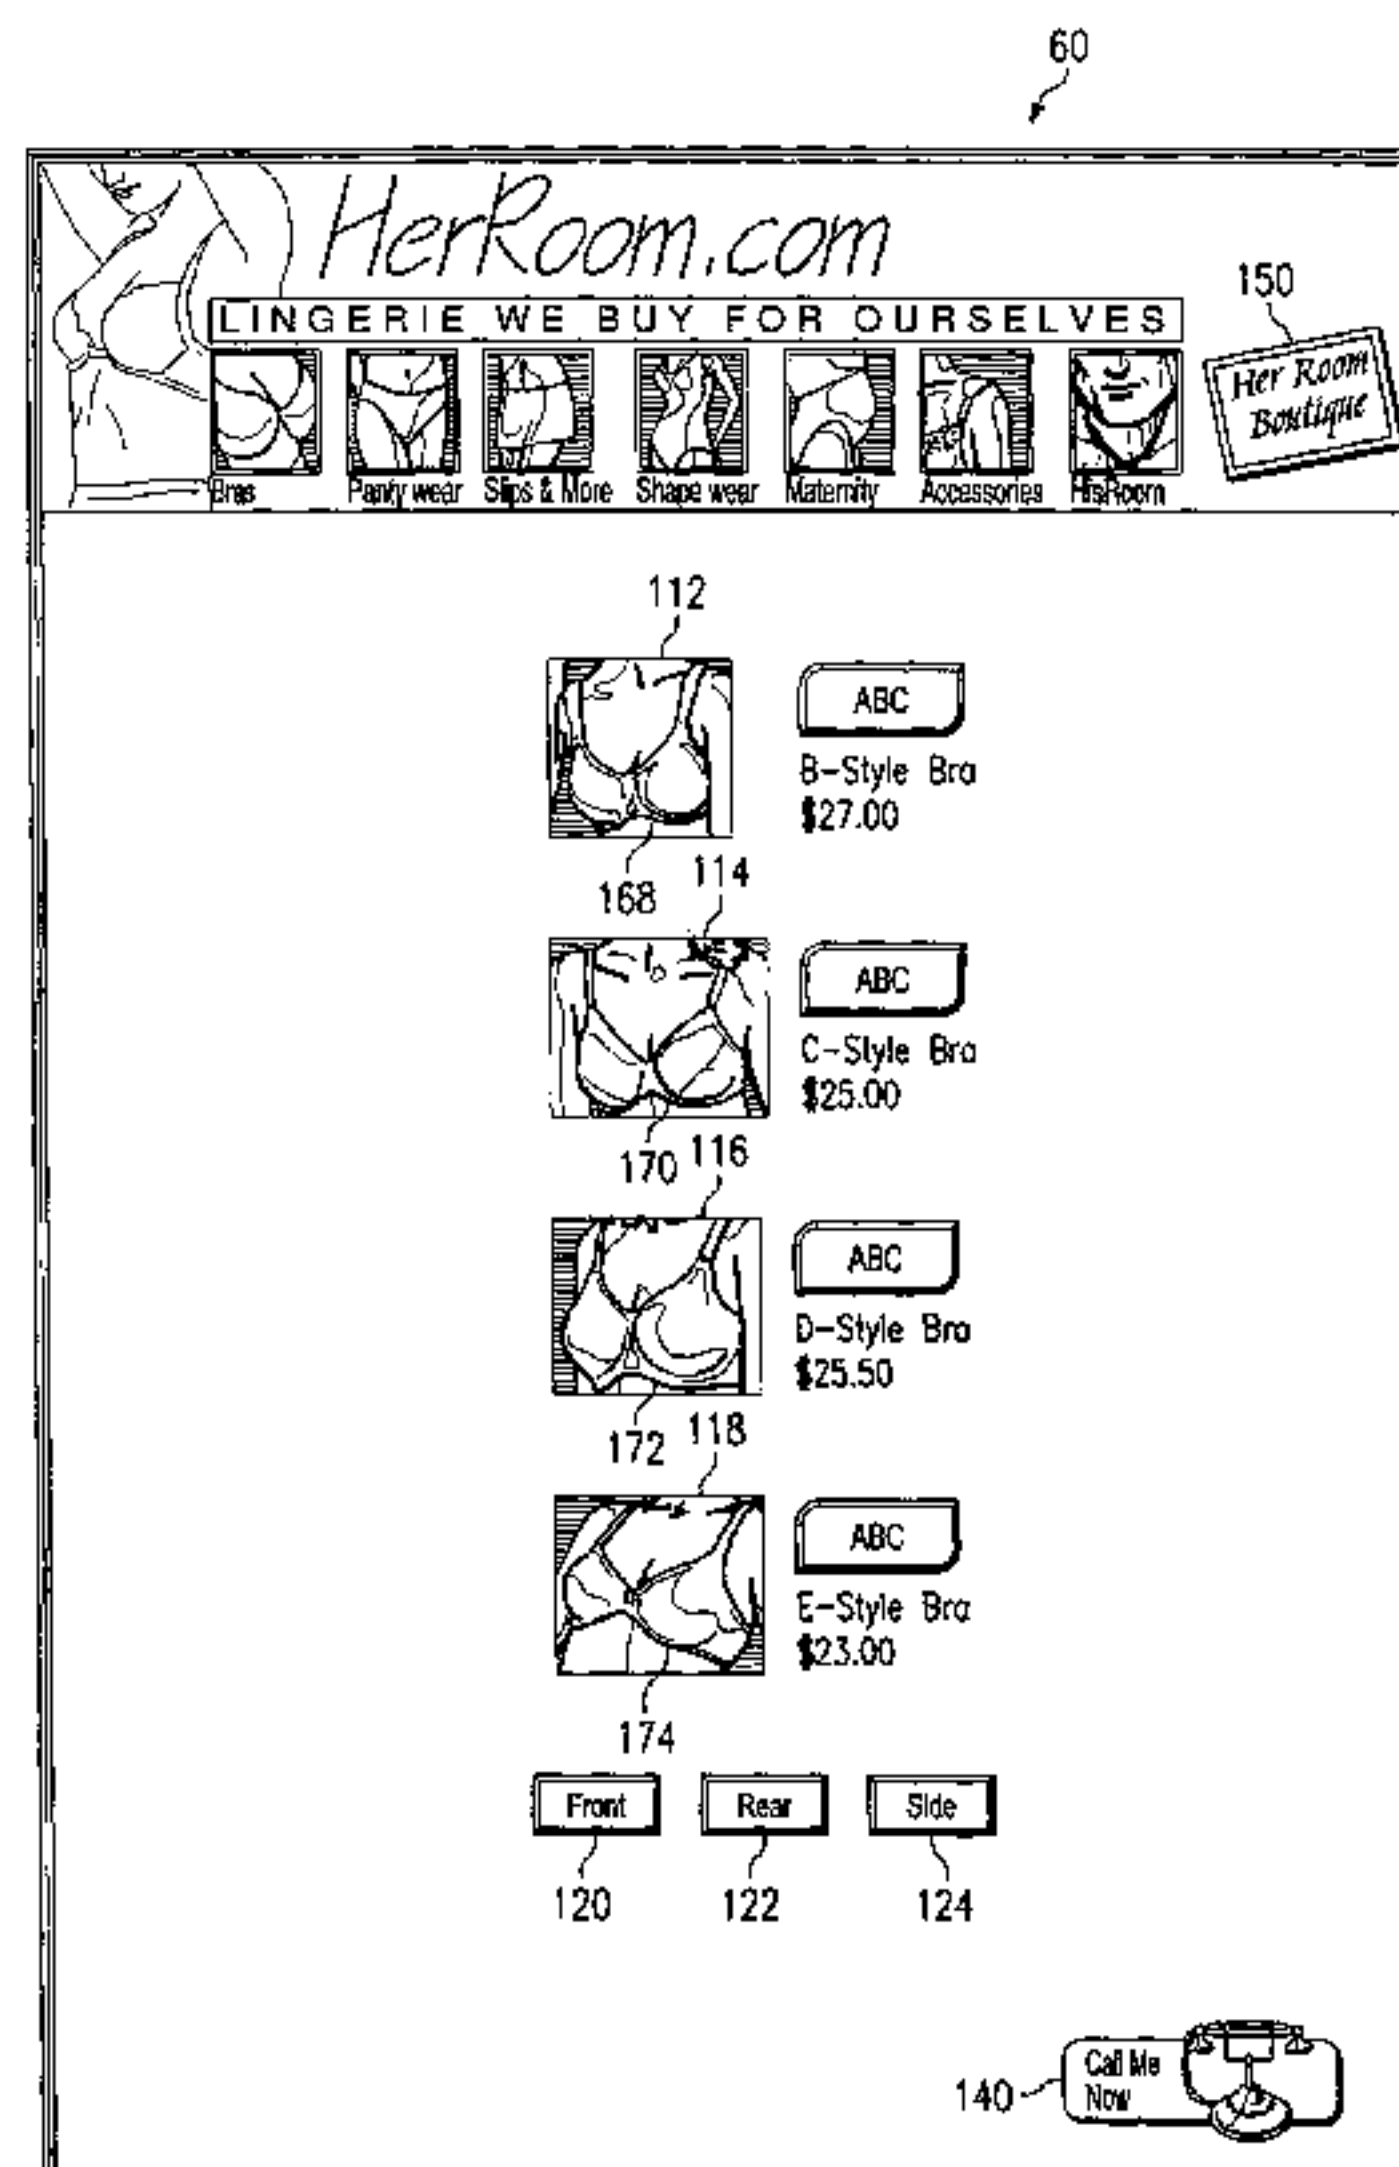 60
HerRoom.com
150
LINGERIE WE BUY FOR OURSELVES
Her Room
Boutique
Bras Panty wear Slips & More Shape wear Maternity Accessories HisRoom
112
ABC
B-Style Bra
$27.00
168
114
ABC
C-Style Bra
$25.00
170
116
ABC
D-Style Bra
$25.50
172
118
ABC
E-Style Bra
$23.00
174
Front Rear Side
120 122 124
Call Me
Now
140